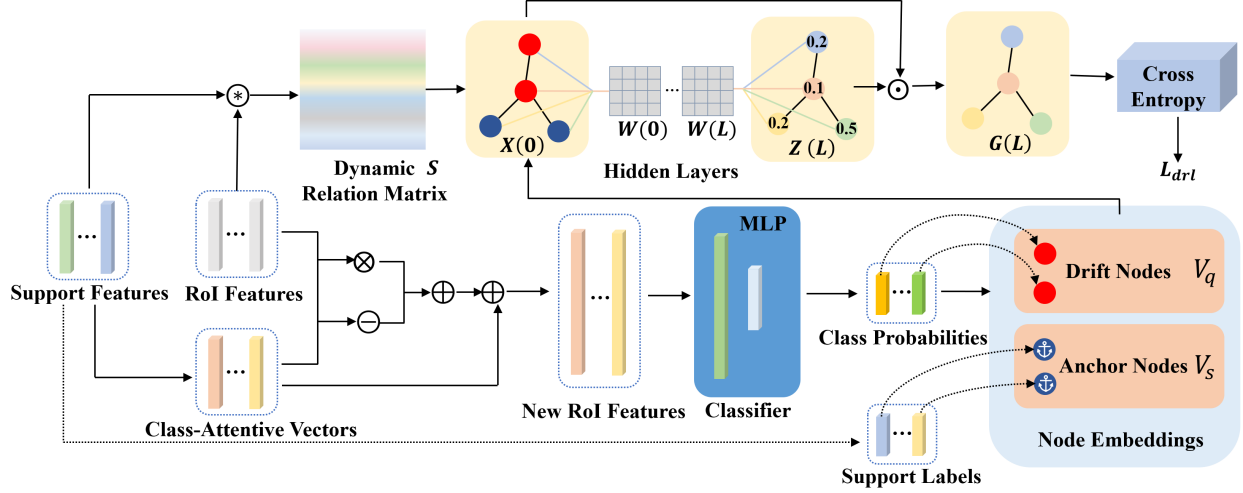 0.2
0.1
0.2
0.5
X(0)
W(0)
...
W(L)
Z (L)
G(L)
Cross
Entropy
Hidden Layers
Dynamic S
Relation Matrix
L_drl
MLP
Support Features
RoI Features
New RoI Features
Classifier
Class Probabilities
Drift Nodes V_q
Anchor Nodes V_s
Class-Attentive Vectors
Support Labels
Node Embeddings